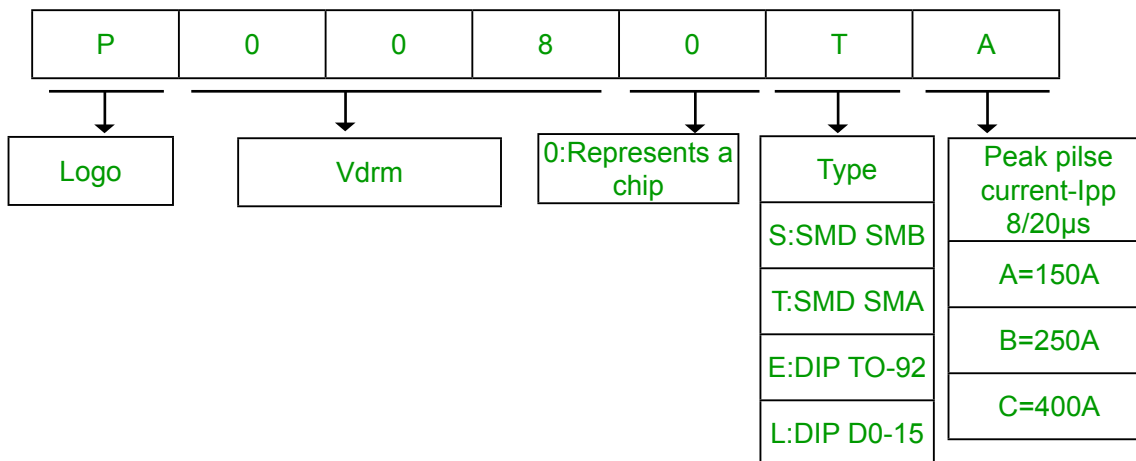 P 0 0 8 0 T A
Logo
Vdrm
0:Represents a
chip
Type
S:SMD SMB
T:SMD SMA
E:DIP TO-92
L:DIP D0-15
Peak pilse
current-Ipp
8/20μs
A=150A
B=250A
C=400A